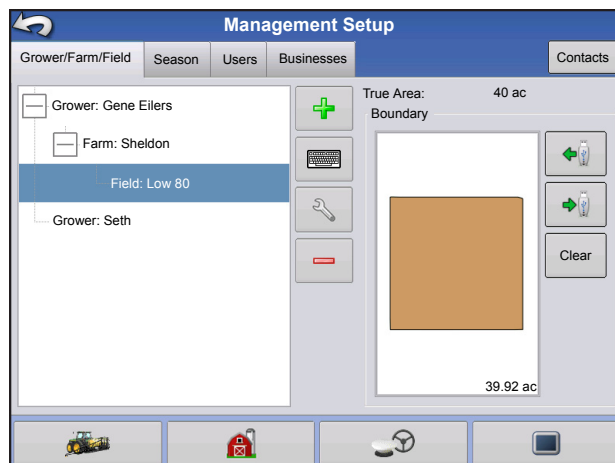 Management Setup
Grower/Farm/Field
Season
Users
Businesses
Contacts
Grower: Gene Eilers
Farm: Sheldon
Field: Low 80
Grower: Seth
True Area: 40 ac
Boundary
Clear
39.92 ac